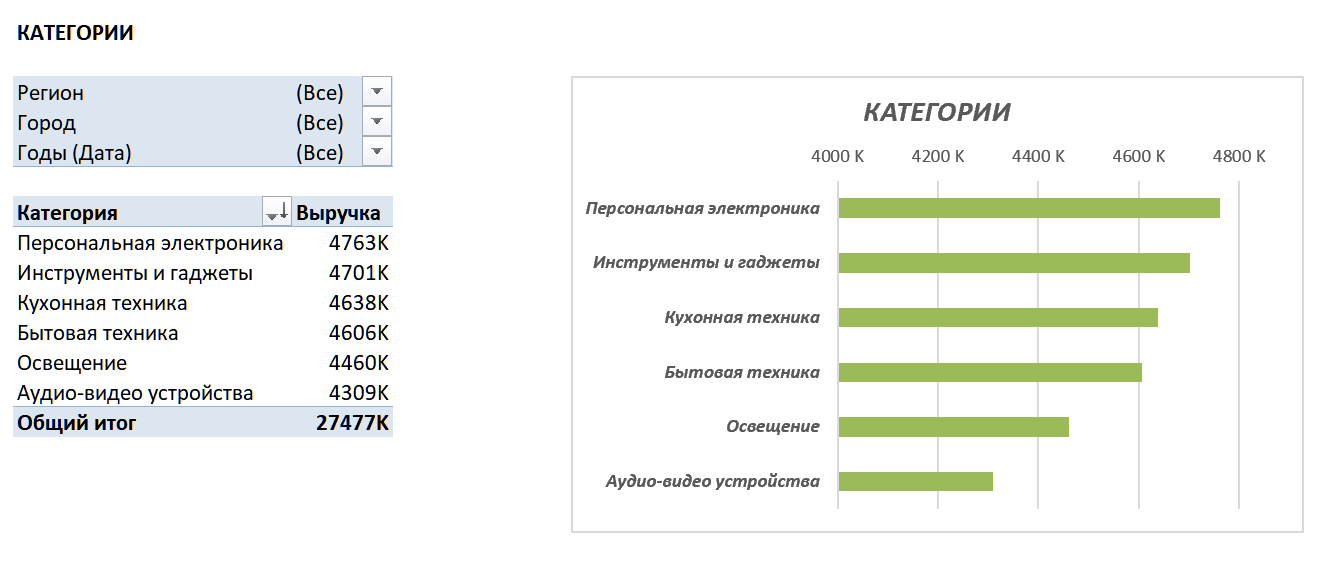 КАТЕГОРИИ
Регион (Все)
Город (Все)
Годы (Дата) (Все)
Категория Выручка
Персональная электроника 4763K
Инструменты и гаджеты 4701K
Кухонная техника 4638K
Бытовая техника 4606K
Освещение 4460K
Аудио-видео устройства 4309K
Общий итог 27477K
КАТЕГОРИИ
4000 K 4200 K 4400 K 4600 K 4800 K
Персональная электроника
Инструменты и гаджеты
Кухонная техника
Бытовая техника
Освещение
Аудио-видео устройства